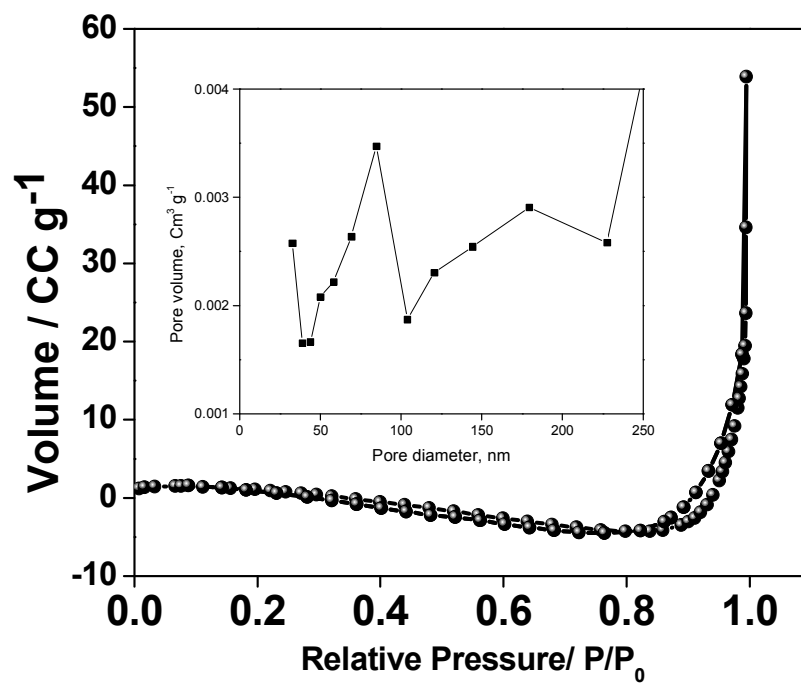 60
50
40
30
20
10
0
-10
Volume / CC g-1
0.0 0.2 0.4 0.6 0.8 1.0
Relative Pressure/ P/P0
0.004
0.003
0.002
0.001
Pore volume, Cm3 g-1
0 50 100 150 200 250
Pore diameter, nm